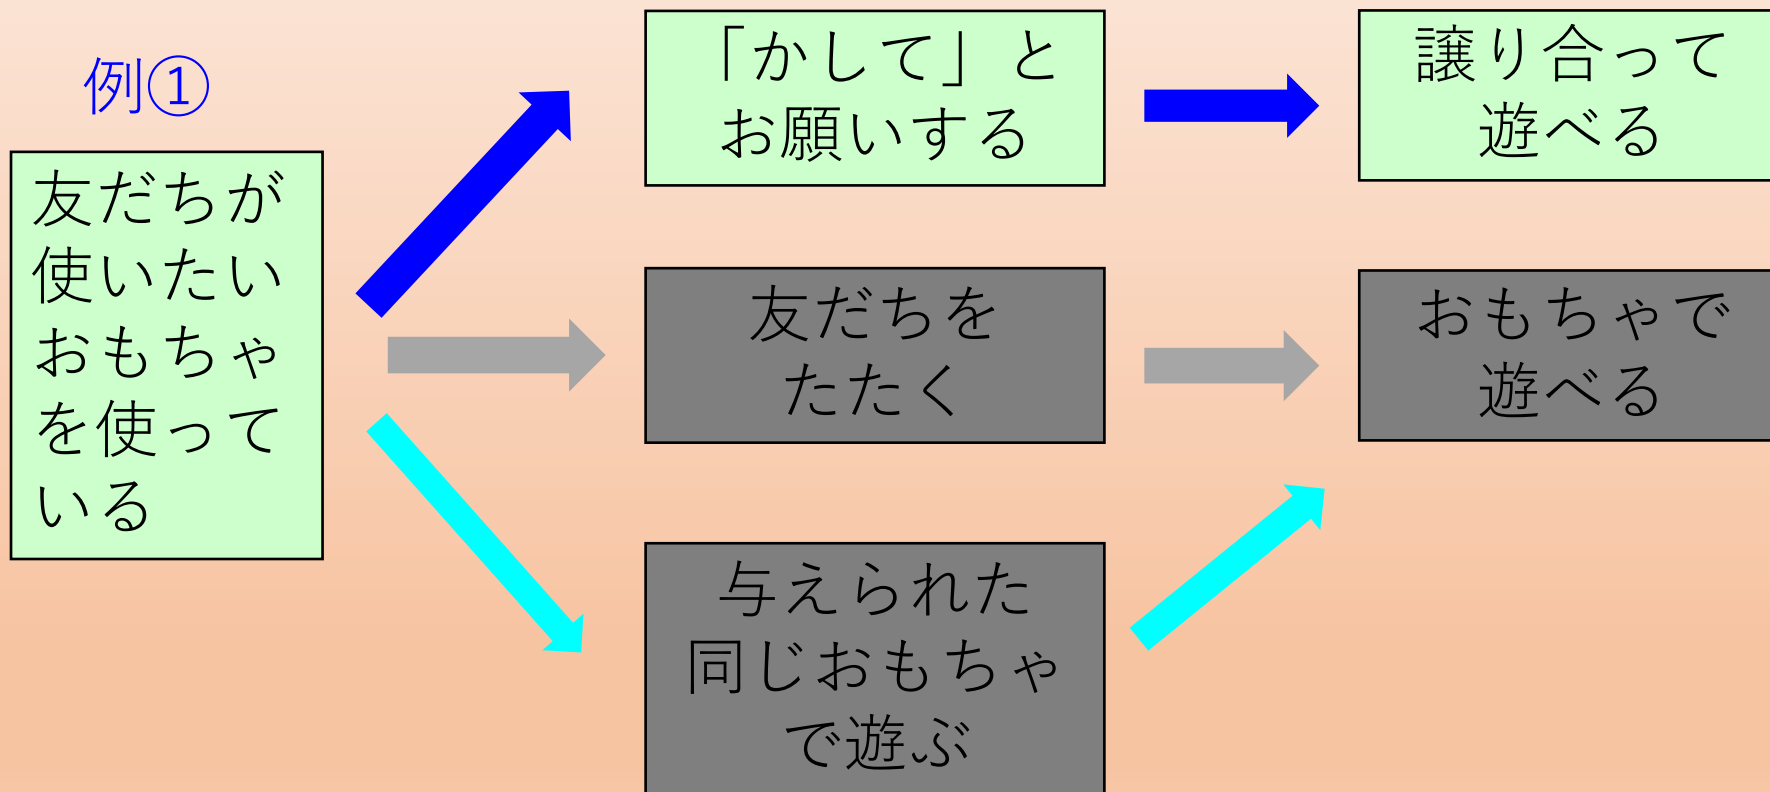 例①
友だちが
使いたい
おもちゃ
を使って
いる
「かして」と
お願いする
譲り合って
遊べる
友だちを
たたく
おもちゃで
遊べる
与えられた
同じおもちゃ
で遊ぶ